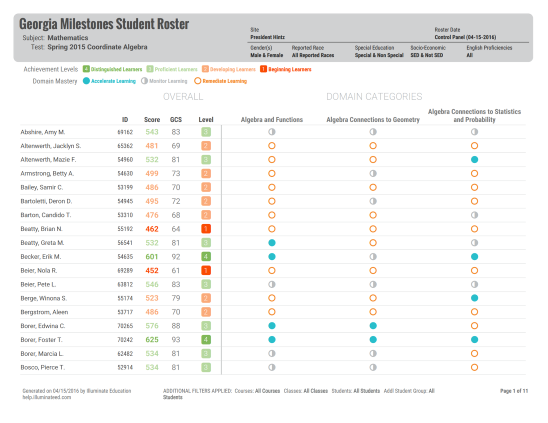 Georgia Milestones Student Roster
Subject: Mathematics
Test: Spring 2015 Coordinate Algebra
Site
President Hintz
Roster Date
Control Panel (04-15-2016)
Gender(s)
Male & Female
Reported Race
All Reported Races
Special Education
Special & Non Special
Socio-Economic
SED & Not SED
English Proficiencies
All
Achievement Levels 4 Distinguished Learners 3 Proficient Learners 2 Developing Learners 1 Beginning Learners
Domain Mastery Accelerate Learning Monitor Learning Remediate Learning
OVERALL DOMAIN CATEGORIES
ID Score GCS Level Algebra and Functions Algebra Connections to Geometry Algebra Connections to Statistics and Probability
Abshire, Amy M. 69162 543 83 3
Altenwerth, Jacklyn S. 65362 481 69 2
Altenwerth, Mazie F. 54960 532 81 3
Armstrong, Betty A. 54630 499 73 2
Bailey, Samir C. 53199 486 70 2
Bartoletti, Deron D. 54945 495 72 2
Barton, Candido T. 53310 476 68 2
Beatty, Brian N. 55192 462 64 1
Beatty, Greta M. 56541 532 81 3
Becker, Erik M. 54635 601 92 4
Beier, Nola R. 69289 452 61 1
Beier, Pete L. 63812 546 83 3
Berge, Winona S. 55174 523 79 2
Bergstrom, Aleen 53717 486 70 2
Borer, Edwina C. 70265 576 88 3
Borer, Foster T. 70242 625 93 4
Borer, Marcia L. 62482 534 81 3
Bosco, Pierce T. 52914 534 81 3
Generated on 04/15/2016 by Illuminate Education
help.illuminateed.com
ADDITIONAL FILTERS APPLIED: Courses: All Courses Classes: All Classes Students: All Students Addl Student Group: All
Students
Page 1 of 11